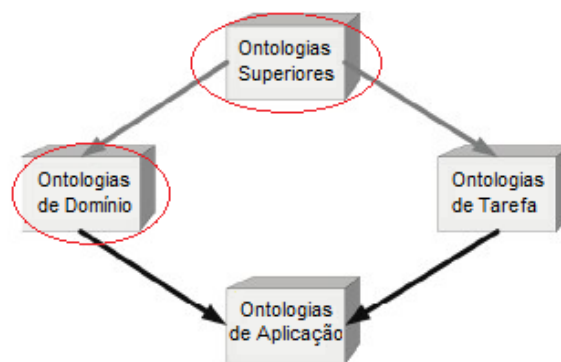 Ontologias
Superiores
Ontologias
de Domínio
Ontologias
de Tarefa
Ontologias
de Aplicação